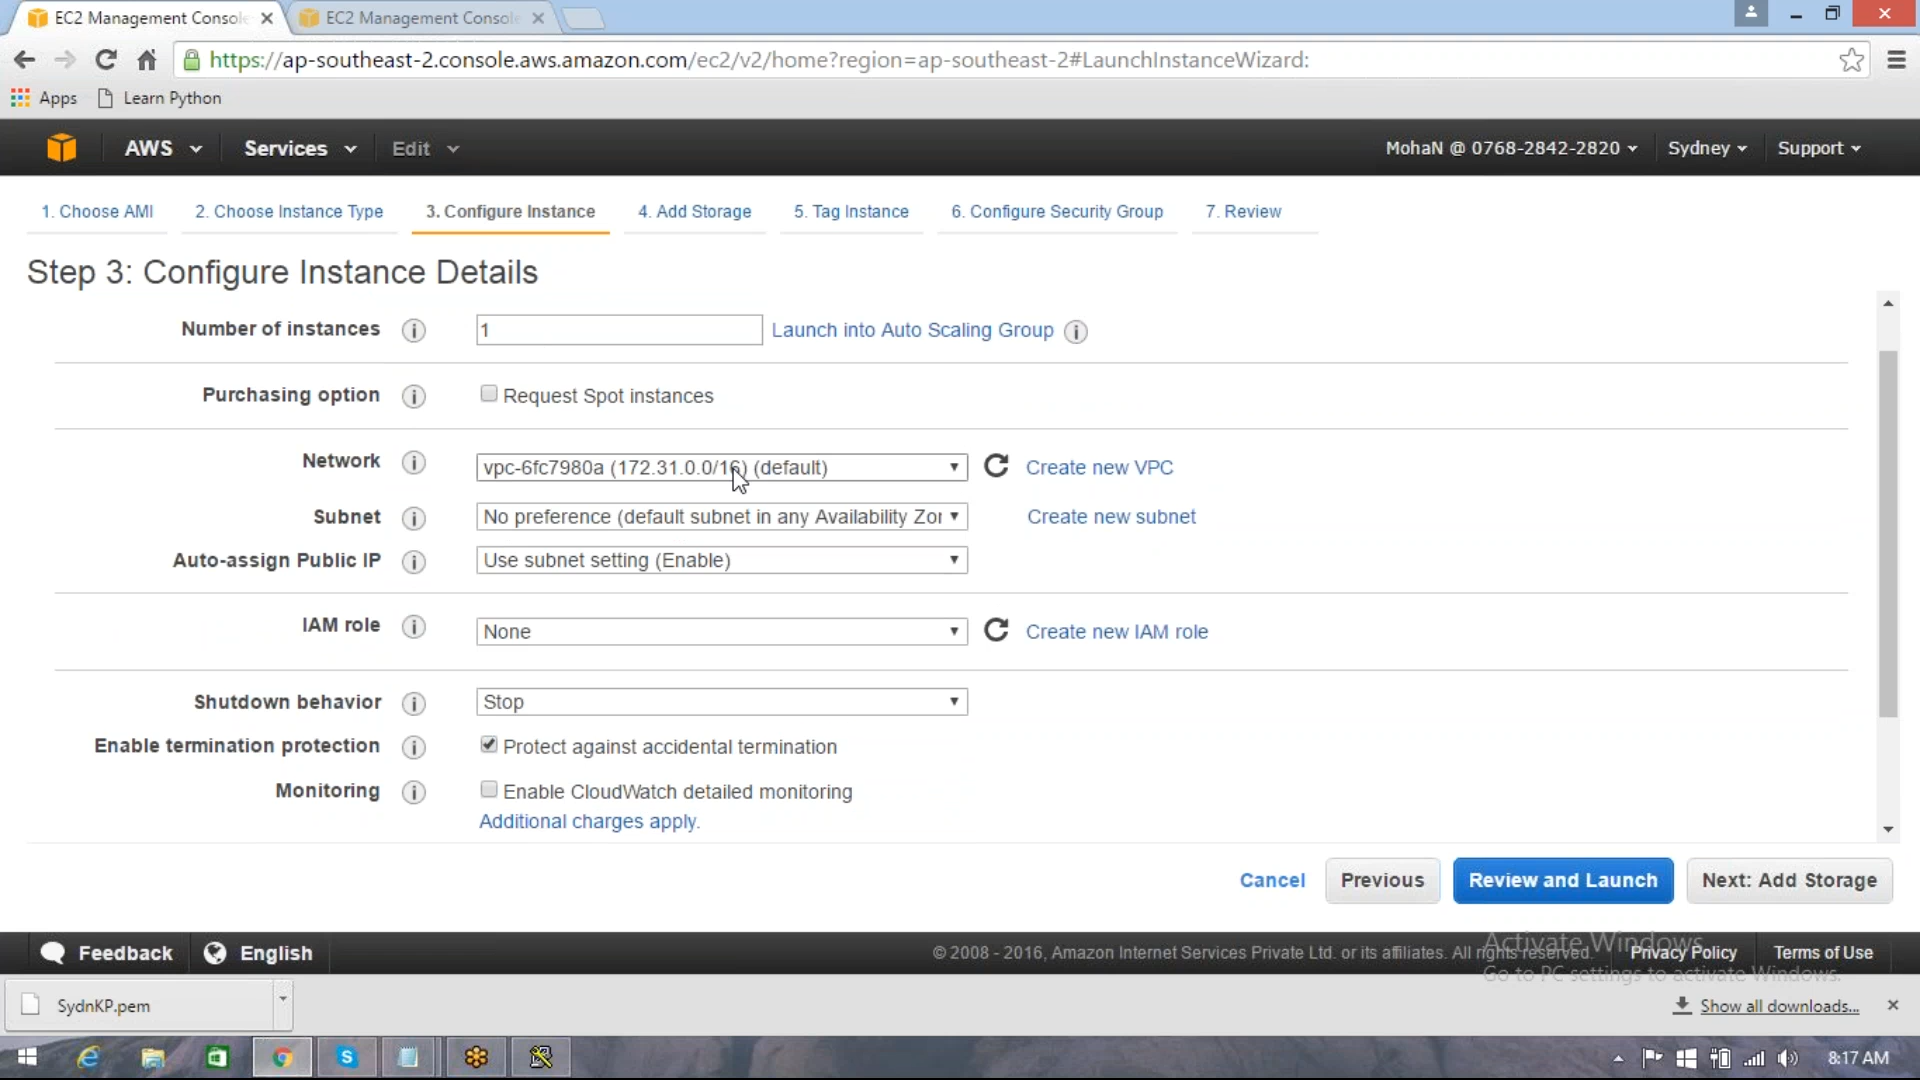 EC2 Management Console
EC2 Management Console
https://ap-southeast-2.console.aws.amazon.com/ec2/v2/home?region=ap-southeast-2#LaunchInstanceWizard:
Apps Learn Python
AWS Services Edit MohaN @ 0768-2842-2820 Sydney Support
1. Choose AMI 2. Choose Instance Type 3. Configure Instance 4. Add Storage 5. Tag Instance 6. Configure Security Group 7. Review
Step 3: Configure Instance Details
Number of instances 1 Launch into Auto Scaling Group
Purchasing option Request Spot instances
Network vpc-6fc7980a (172.31.0.0/16) (default) Create new VPC
Subnet No preference (default subnet in any Availability Zor Create new subnet
Auto-assign Public IP Use subnet setting (Enable)
IAM role None Create new IAM role
Shutdown behavior Stop
Enable termination protection Protect against accidental termination
Monitoring Enable CloudWatch detailed monitoring
Additional charges apply.
Cancel Previous Review and Launch Next: Add Storage
Feedback English © 2008 - 2016, Amazon Internet Services Private Ltd. or its affiliates. All rights reserved. Privacy Policy Terms of Use
Activate Windows
Go to PC settings to activate Windows.
SydnKP.pem Show all downloads...
8:17 AM